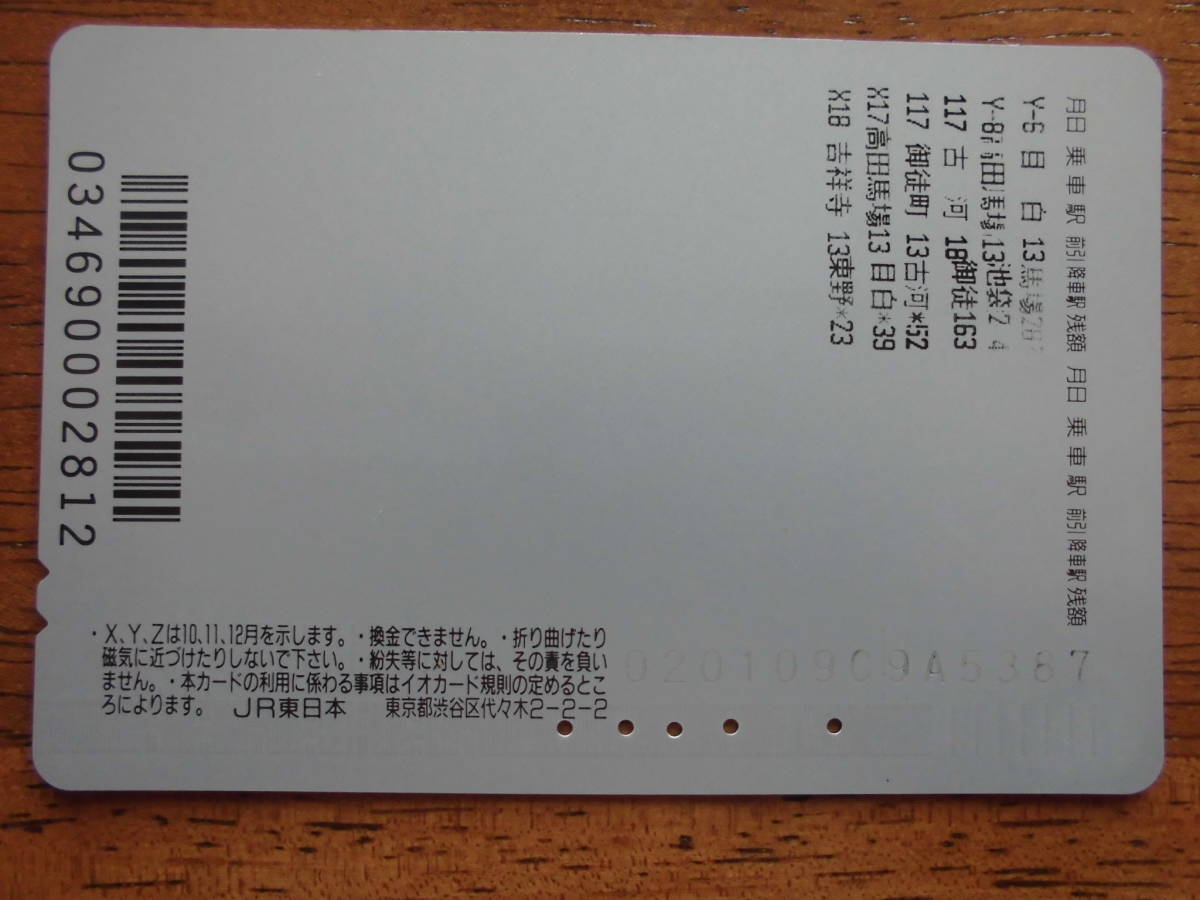 月日 乗車駅 前引 降車駅 残額 月日 乗車駅 前引 降車駅 残額
Y-6 目白 13 馬場
Y-8 田馬場 13 池袋
117 古河 18 御徒 163
117 御徒町 13 古河 *52
X17 高田馬場 13 目白 *39
X18 吉祥寺 13 東野 *23
0346900002812
・X、Y、Zは10、11、12月を示します。・換金できません。・折り曲げたり
磁気に近づけたりしないで下さい。・紛失等に対しては、その責を負い
ません。・本カードの利用に係わる事項はイオカード規則の定めるとこ
ろによります。 JR東日本 東京都渋谷区代々木2-2-2
020109C9A5387